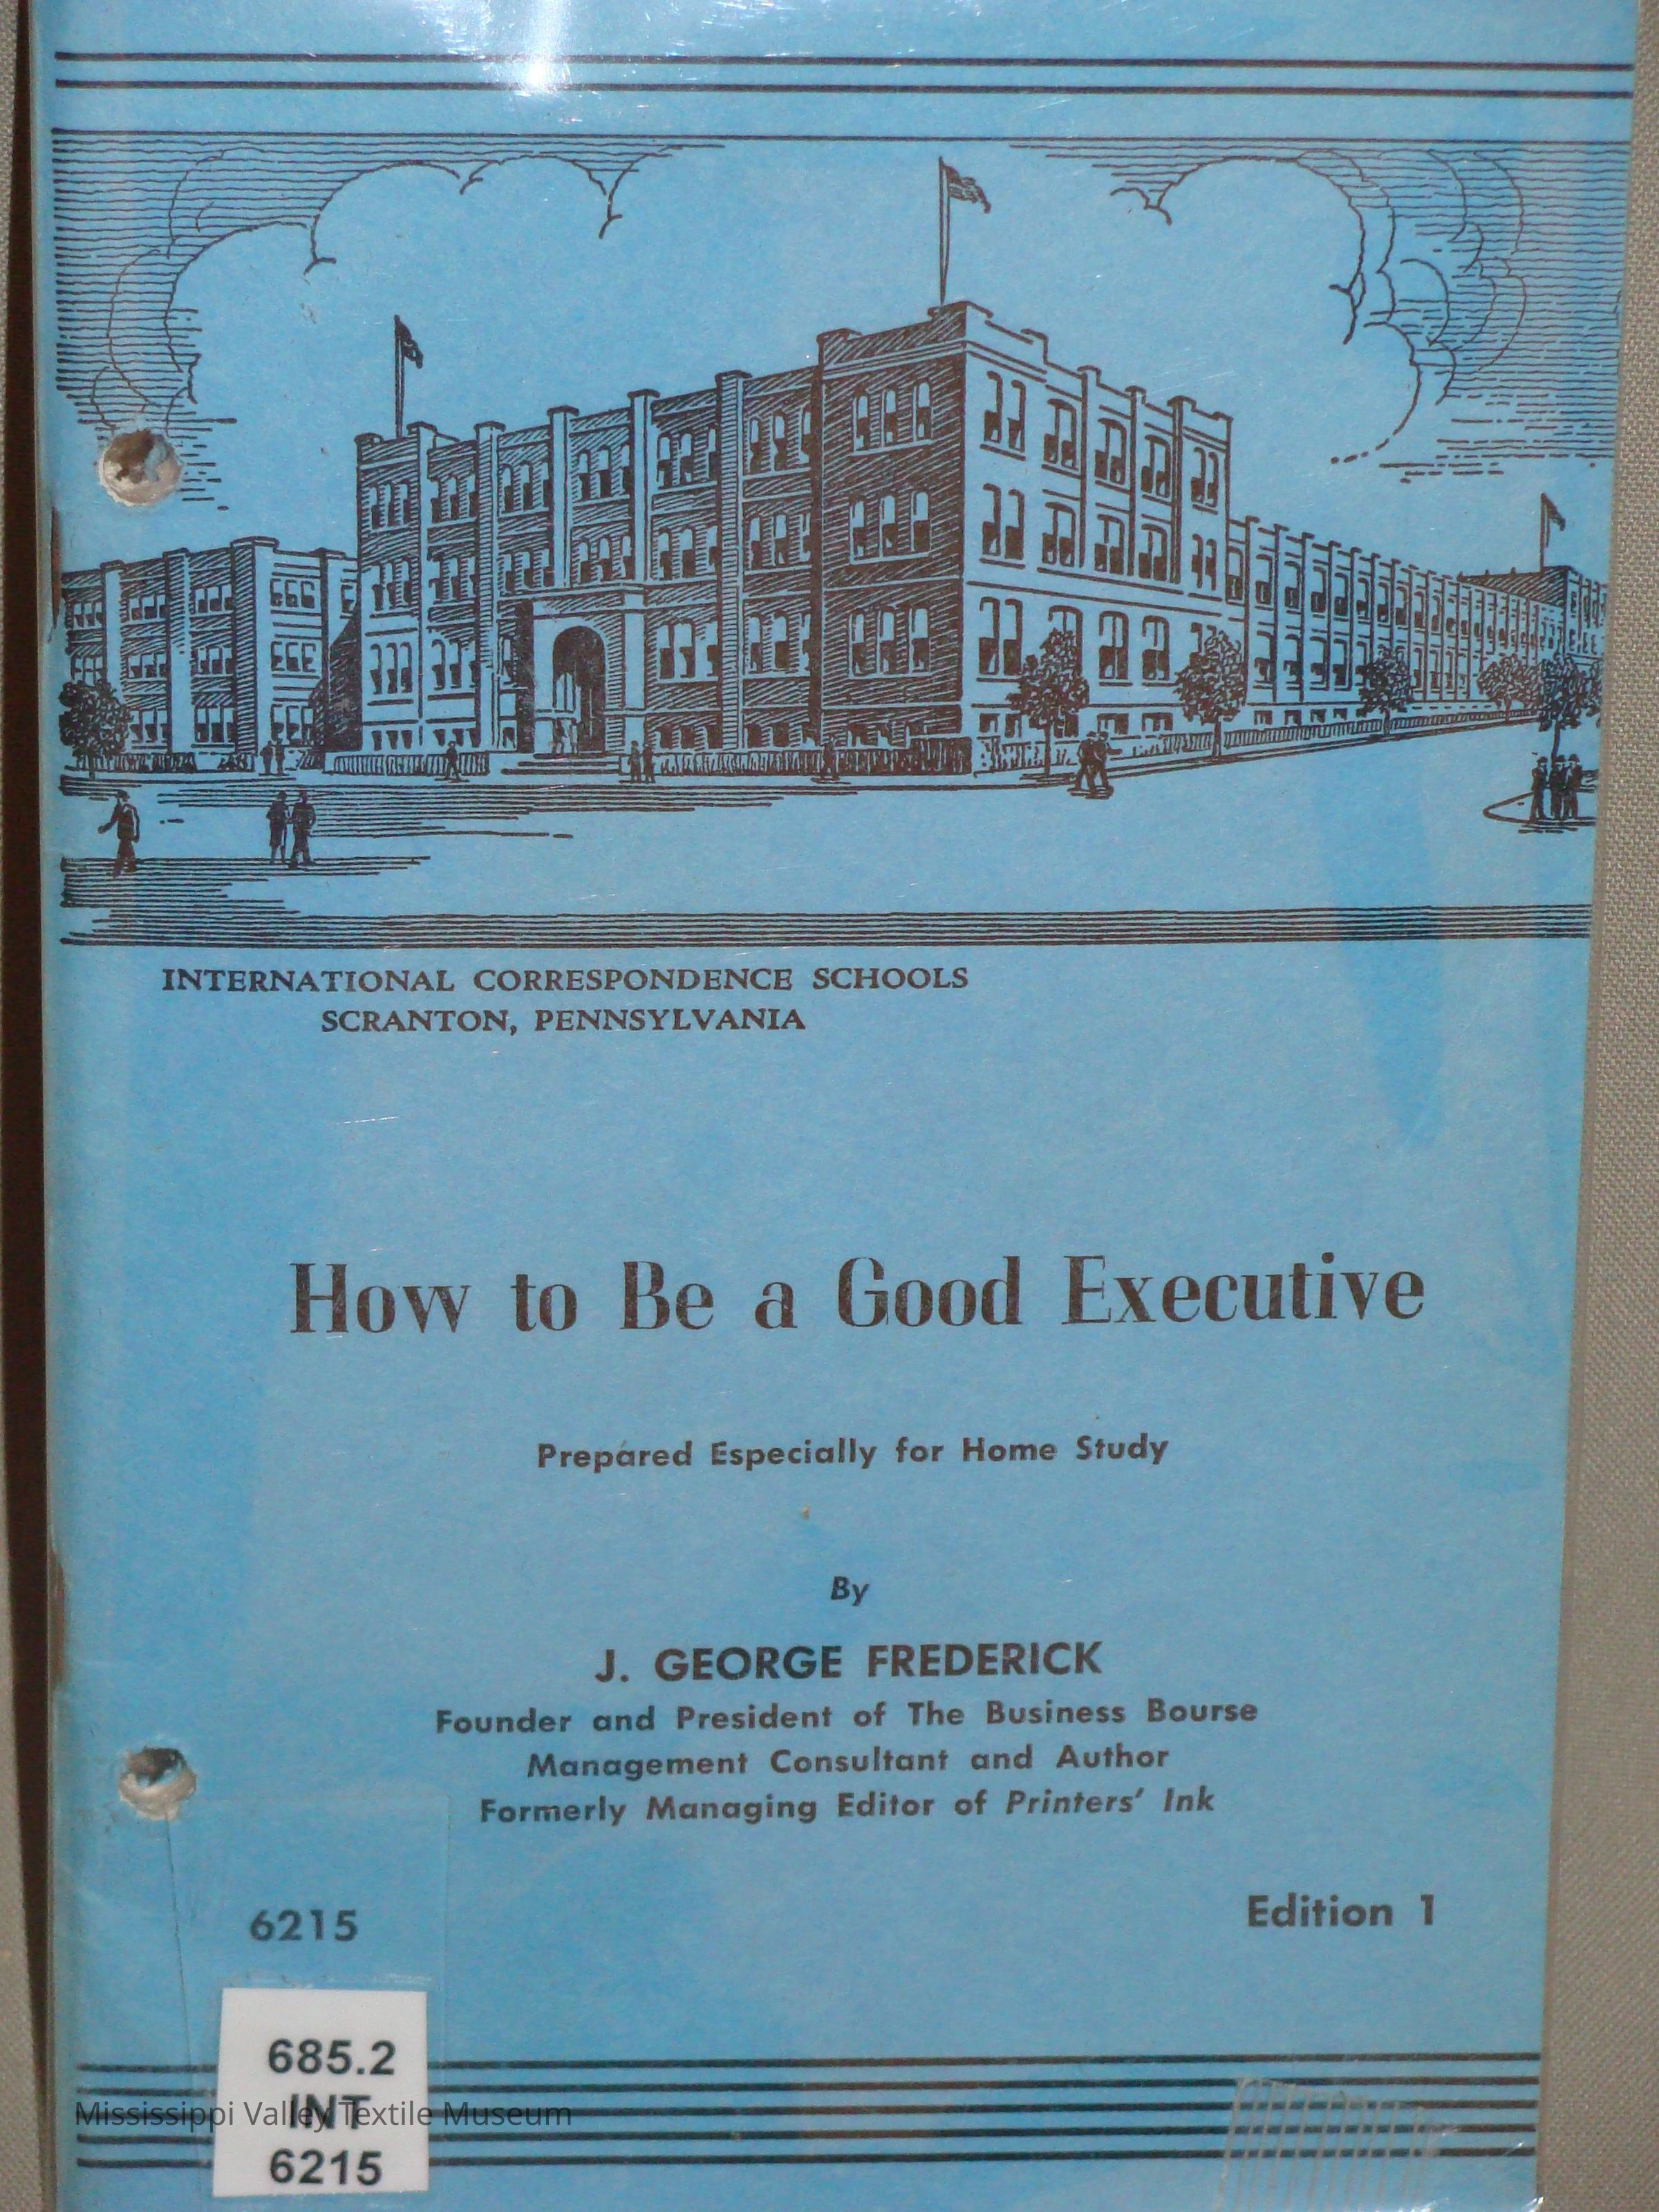 INTERNATIONAL CORRESPONDENCE SCHOOLS
SCRANTON, PENNSYLVANIA
How to Be a Good Executive
Prepared Especially for Home Study
By
J. GEORGE FREDERICK
Founder and President of The Business Bourse
Management Consultant and Author
Formerly Managing Editor of Printers' Ink
6215
Edition 1
685.2
INT
6215
Mississippi Valley Textile Museum